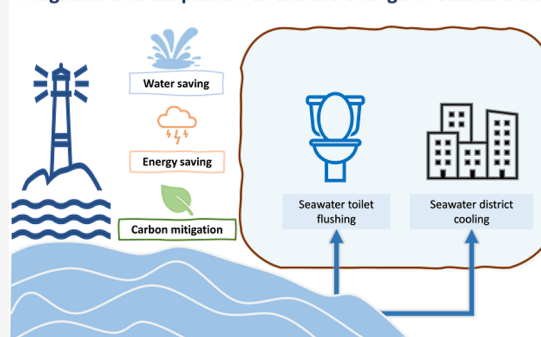 Water saving
Energy saving
Carbon mitigation
Seawater toilet
flushing
Seawater district
cooling